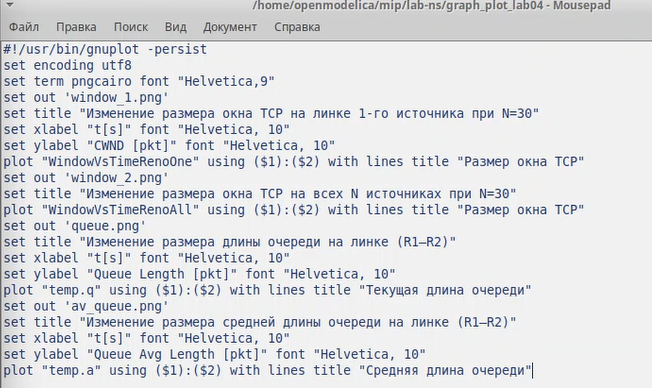 /home/openmodelica/mip/lab-ns/graph_plot_lab04 - Mousepad
Файл Правка Поиск Вид Документ Справка
#!/usr/bin/gnuplot -persist
set encoding utf8
set term pngcairo font "Helvetica,9"
set out 'window_1.png'
set title "Изменение размера окна TCP на линке 1-го источника при N=30"
set xlabel "t[s]" font "Helvetica, 10"
set ylabel "CWND [pkt]" font "Helvetica, 10"
plot "WindowVsTimeRenoOne" using ($1):($2) with lines title "Размер окна TCP"
set out 'window_2.png'
set title "Изменение размера окна TCP на всех N источниках при N=30"
plot "WindowVsTimeRenoAll" using ($1):($2) with lines title "Размер окна TCP"
set out 'queue.png'
set title "Изменение размера длины очереди на линке (R1–R2)"
set xlabel "t[s]" font "Helvetica, 10"
set ylabel "Queue Length [pkt]" font "Helvetica, 10"
plot "temp.q" using ($1):($2) with lines title "Текущая длина очереди"
set out 'av_queue.png'
set title "Изменение размера средней длины очереди на линке (R1–R2)"
set xlabel "t[s]" font "Helvetica, 10"
set ylabel "Queue Avg Length [pkt]" font "Helvetica, 10"
plot "temp.a" using ($1):($2) with lines title "Средняя длина очереди"